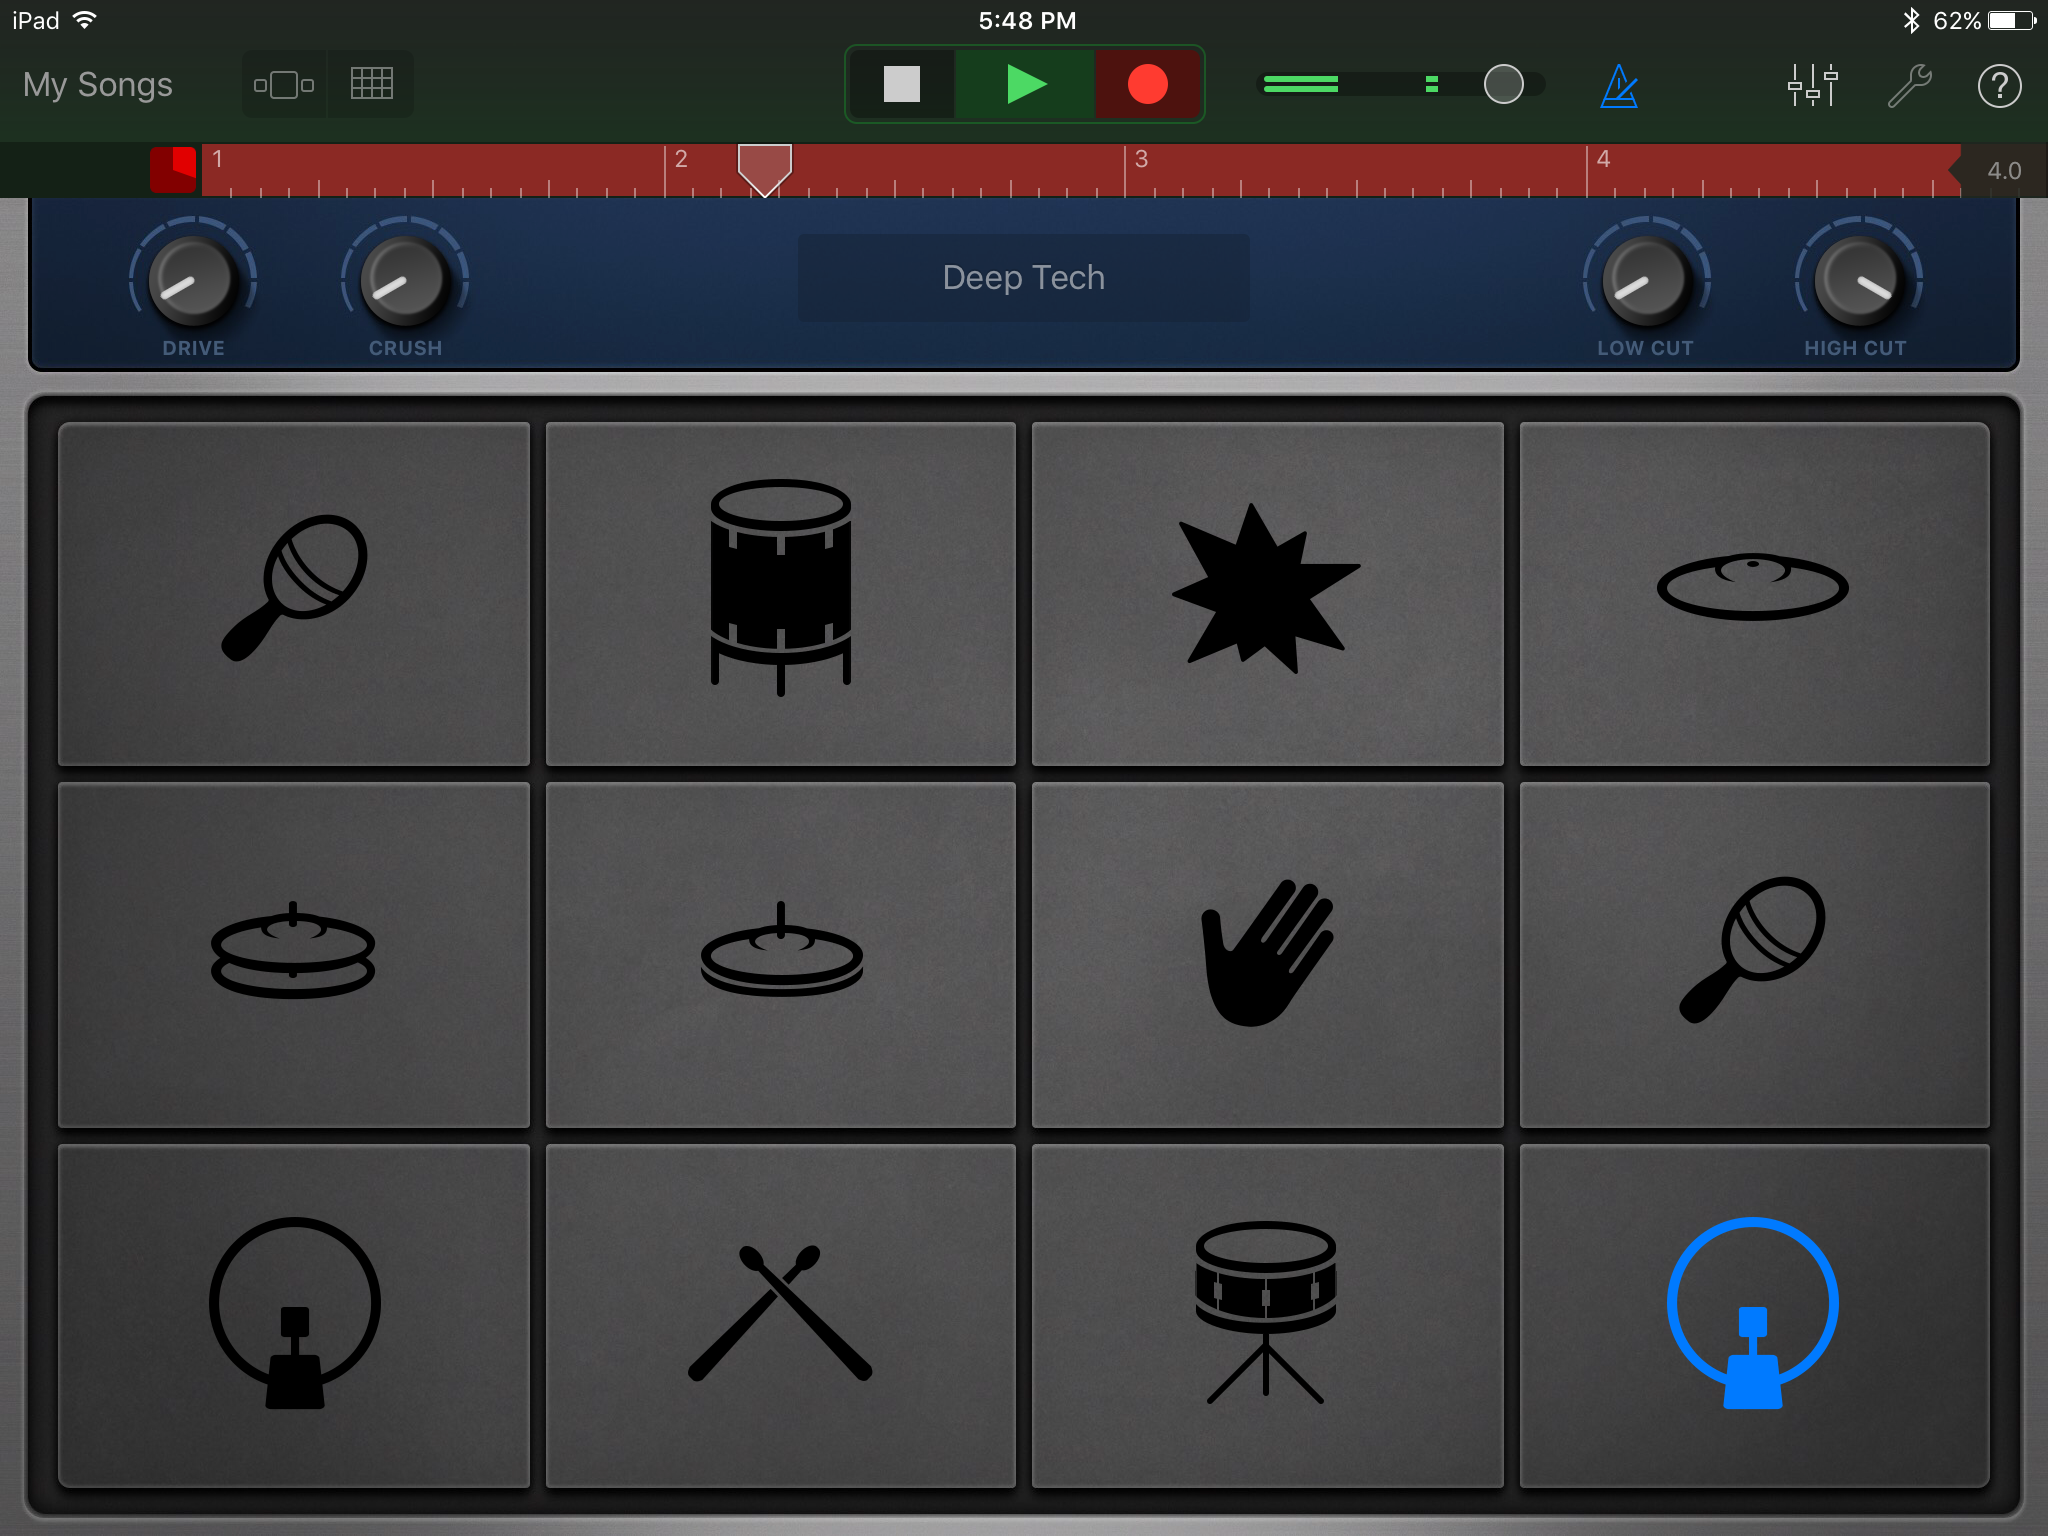 iPad 5:48 PM 62%
My Songs ?
1 2 3 4 4.0
Deep Tech
DRIVE CRUSH LOW CUT HIGH CUT